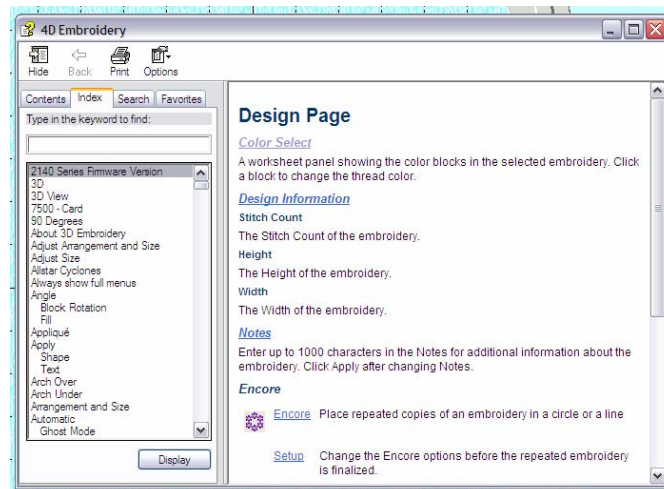 4D Embroidery
Hide Back Print Options
Contents Index Search Favorites
Type in the keyword to find:
2140 Series Firmware Version
3D
3D View
7500 - Card
90 Degrees
About 3D Embroidery
Adjust Arrangement and Size
Adjust Size
Allstar Cyclones
Always show full menus
Angle
Block Rotation
Fill
Appliqué
Apply
Shape
Text
Arch Over
Arch Under
Arrangement and Size
Automatic
Ghost Mode
Display
Design Page
Color Select
A worksheet panel showing the color blocks in the selected embroidery. Click
a block to change the thread color.
Design Information
Stitch Count
The Stitch Count of the embroidery.
Height
The Height of the embroidery.
Width
The Width of the embroidery.
Notes
Enter up to 1000 characters in the Notes for additional information about the
embroidery. Click Apply after changing Notes.
Encore
Encore Place repeated copies of an embroidery in a circle or a line
Setup Change the Encore options before the repeated embroidery
is finalized.